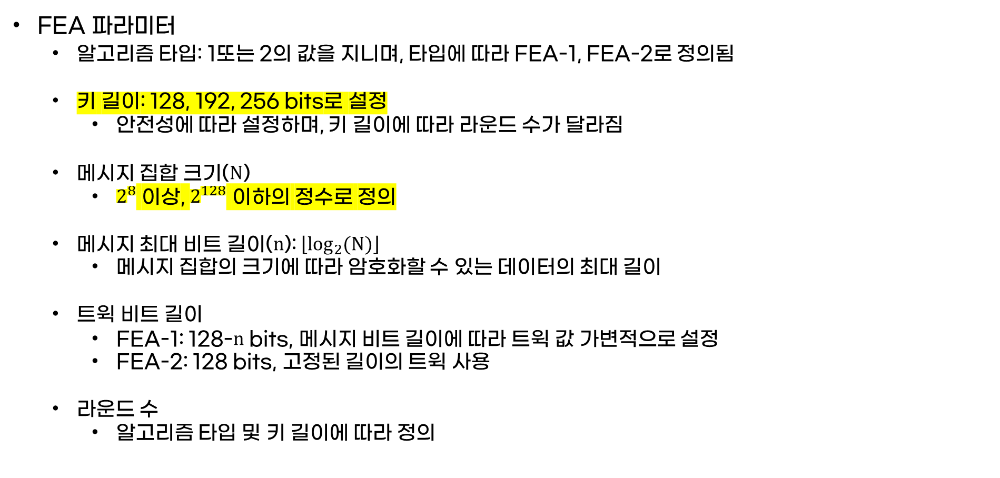 • FEA 파라미터
• 알고리즘 타입: 1또는 2의 값을 지니며, 타입에 따라 FEA-1, FEA-2로 정의됨
• 키 길이: 128, 192, 256 bits로 설정
• 안전성에 따라 설정하며, 키 길이에 따라 라운드 수가 달라짐
• 메시지 집합 크기(N)
• 2⁸ 이상, 2¹²⁸ 이하의 정수로 정의
• 메시지 최대 비트 길이(n): ⌊log₂(N)⌋
• 메시지 집합의 크기에 따라 암호화할 수 있는 데이터의 최대 길이
• 트윅 비트 길이
• FEA-1: 128-n bits, 메시지 비트 길이에 따라 트윅 값 가변적으로 설정
• FEA-2: 128 bits, 고정된 길이의 트윅 사용
• 라운드 수
• 알고리즘 타입 및 키 길이에 따라 정의